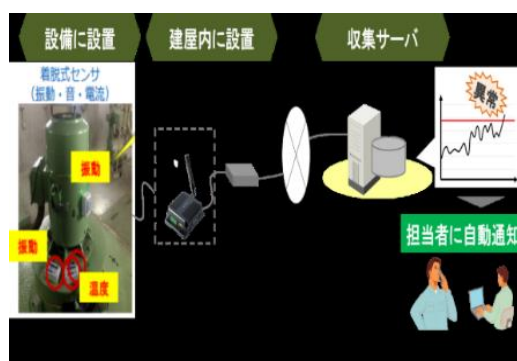 設備に設置
建屋内に設置
収集サーバ
着脱式センサ
(振動・音・電流)
振動
振動
温度
異常
担当者に自動通知